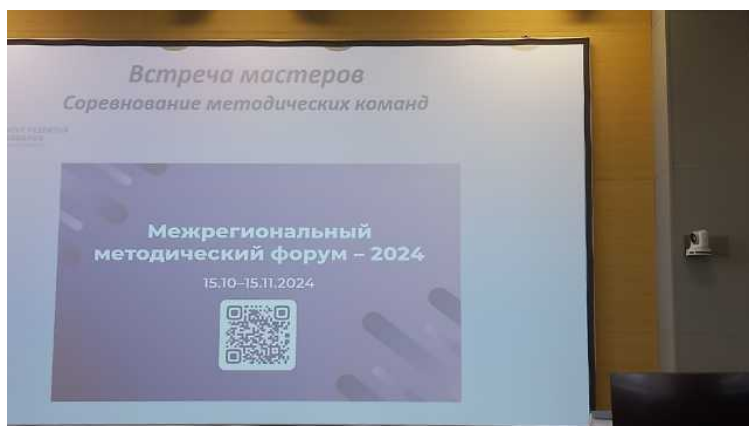 Встреча мастеров
Соревнование методических команд
Межрегиональный
методический форум – 2024
15.10–15.11.2024